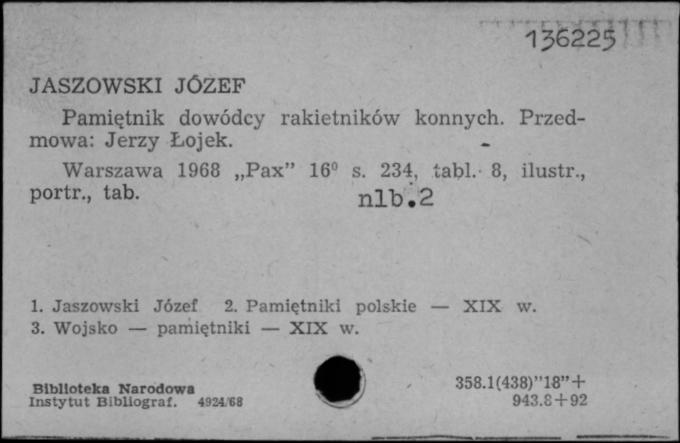 136225
JASZOWSKI JÓZEF
Pamiętnik dowódcy rakietników konnych. Przed-
mowa: Jerzy Łojek.
Warszawa 1968 „Pax” 16⁰ s. 234, tabl. 8, ilustr.,
portr., tab. nlb.2
1. Jaszowski Józef 2. Pamiętniki polskie — XIX w.
3. Wojsko — pamiętniki — XIX w.
Biblioteka Narodowa
Instytut Bibliograf. 4924/68
358.1(438)”18”+
943.8+92